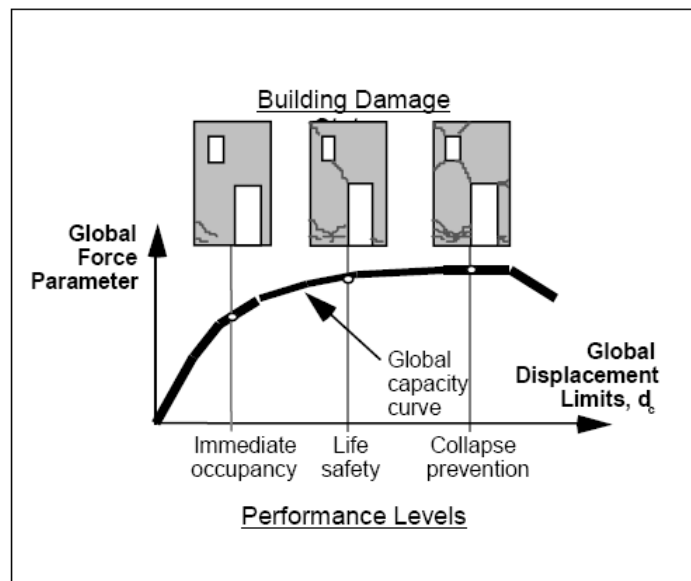 Building Damage
Global
Force
Parameter
Global
capacity
curve
Global
Displacement
Limits, dc
Immediate
occupancy
Life
safety
Collapse
prevention
Performance Levels